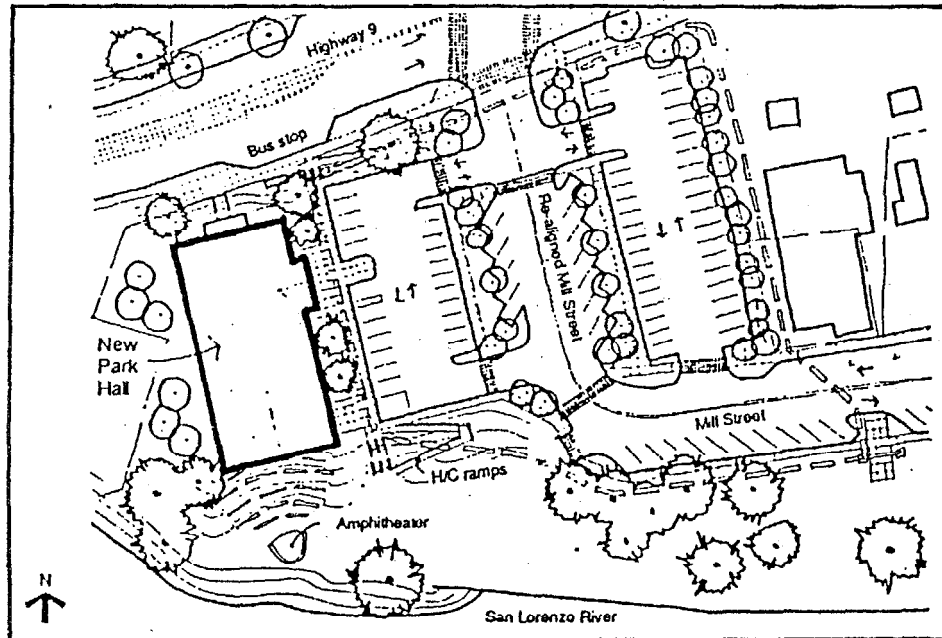 Highway 9
Bus stop
Re-aligned Mill Street
New
Park
Hall
Mill Street
H/C ramps
Amphitheater
N
San Lorenzo River